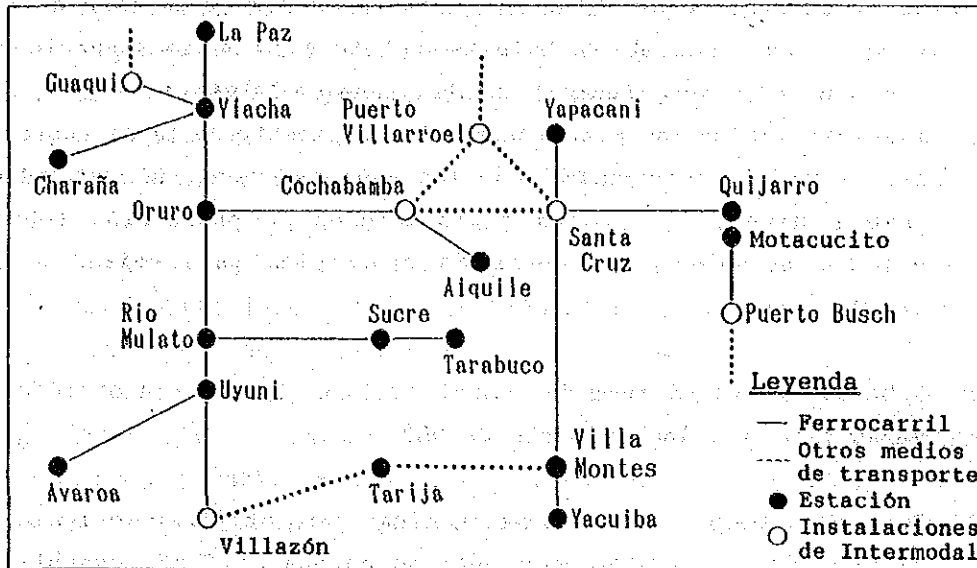 La Paz
Guaqui
Viacha
Puerto
Villarroel
Yapacani
Charaña
Cochabamba
Quijarro
Oruro
Santa
Cruz
Motacucito
Aiquile
Rio
Mulato
Sucre
Puerto Busch
Tarabuco
Uyuni
Leyenda
Ferrocarril
Otros medios
de transporte
Villa
Montes
Avaroa
Tarija
Estación
Yacuiba
Instalaciones
de Intermodal
Villazón